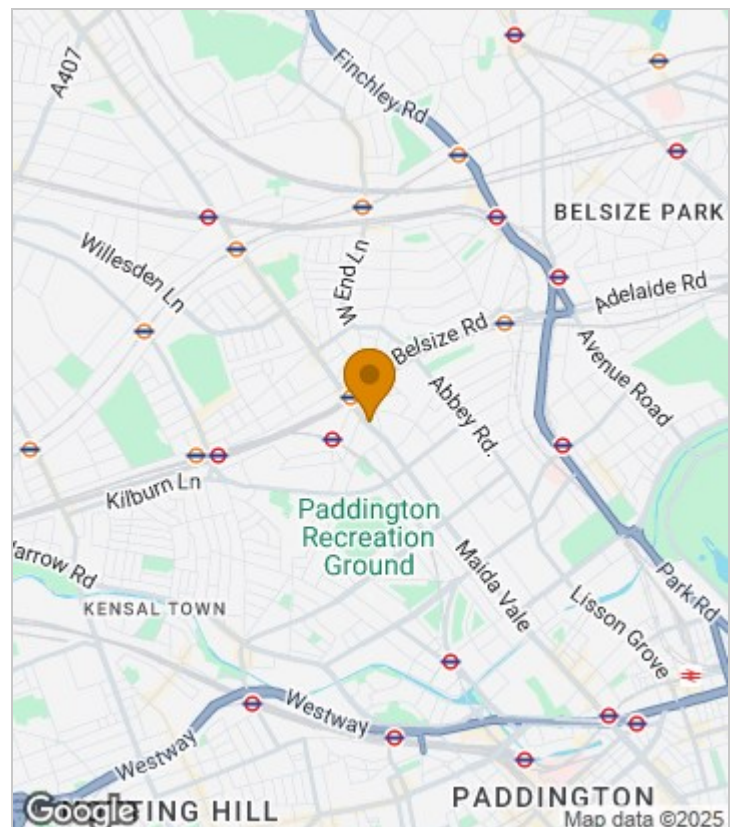 A407
Finchley Rd
BELSIZE PARK
Willesden Ln
W End Ln
Adelaide Rd
Belsize Rd
Avenue Road
Abbey Rd.
Kilburn Ln
Paddington
Recreation
Ground
Harrow Rd
Maida Vale
Park Rd
Lisson Grove
KENSAL TOWN
Westway
Westway
PADDINGTON
Google
TING HILL
Map data ©2025